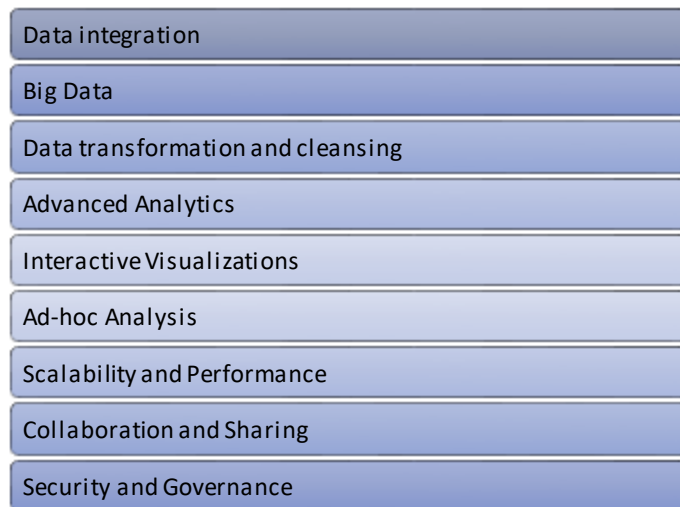 Data integration
Big Data
Data transformation and cleansing
Advanced Analytics
Interactive Visualizations
Ad-hoc Analysis
Scalability and Performance
Collaboration and Sharing
Security and Governance